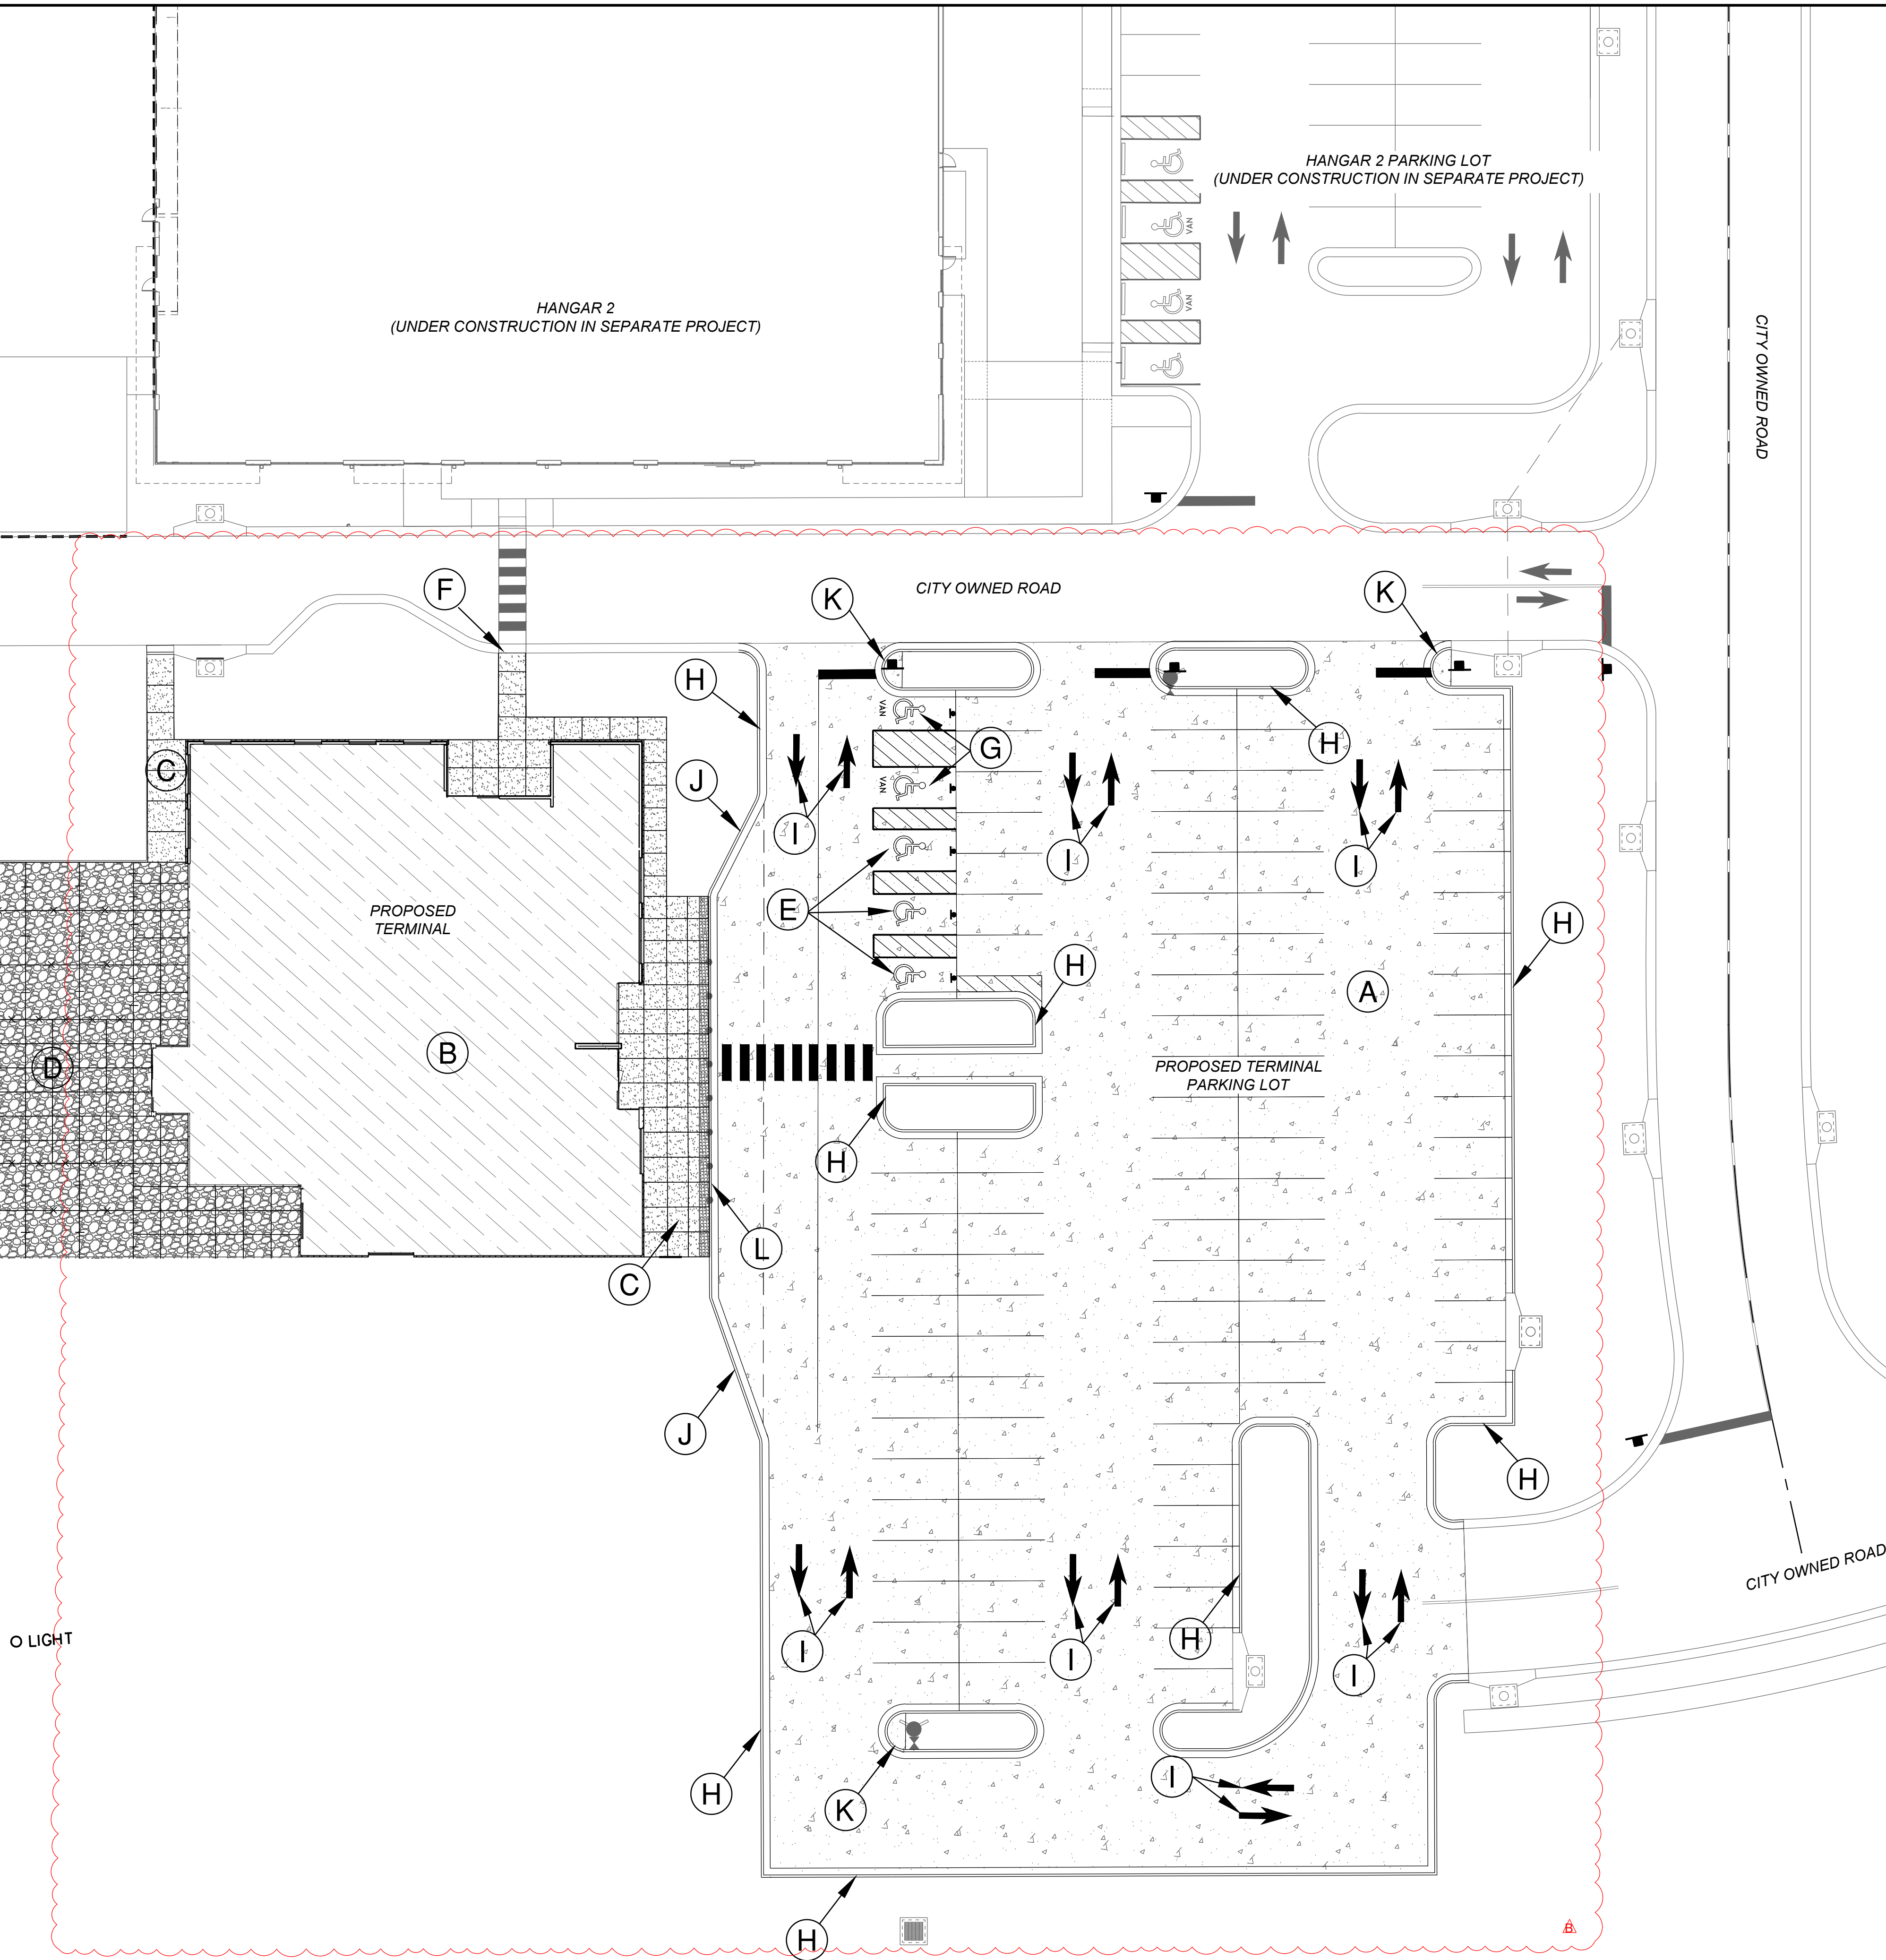 HANGAR 2 PARKING LOT
(UNDER CONSTRUCTION IN SEPARATE PROJECT)
VAN
VAN
HANGAR 2
(UNDER CONSTRUCTION IN SEPARATE PROJECT)
CITY OWNED ROAD
CITY OWNED ROAD
F
K
K
H
VAN
G
H
C
J
VAN
I
I
I
PROPOSED
TERMINAL
E
H
H
A
B
D
PROPOSED TERMINAL
PARKING LOT
H
L
C
J
H
CITY OWNED ROAD
O LIGHT
I
I
H
I
H
K
I
H
B